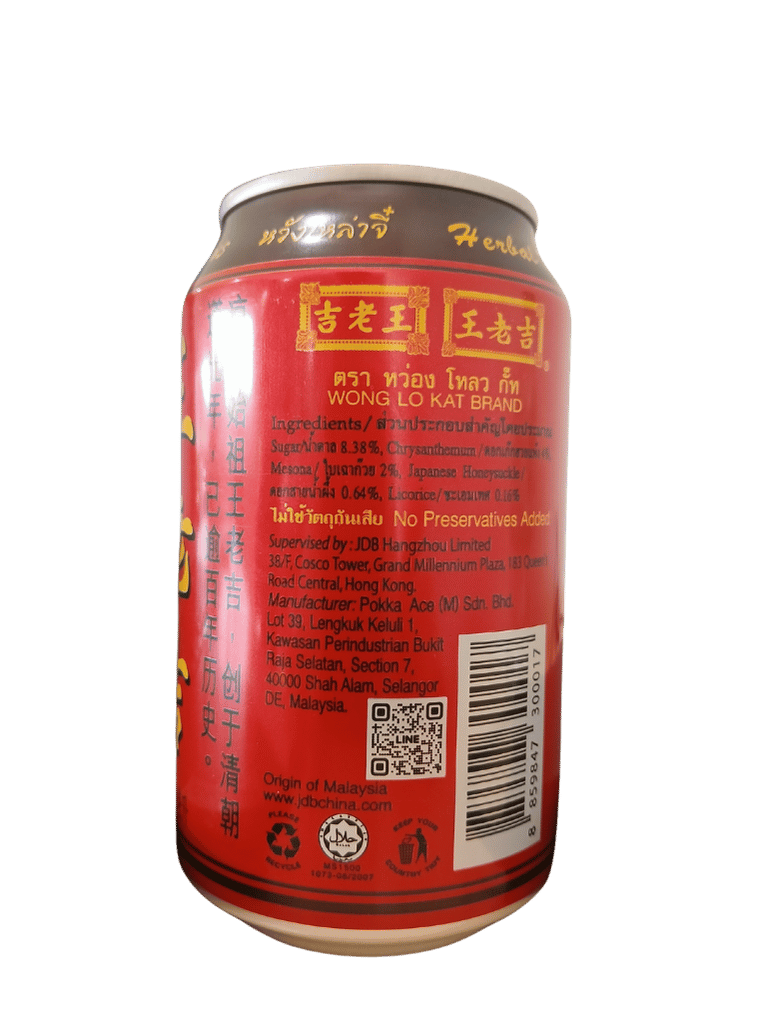 หวังเหล่าจี๋
Herbal
吉老王
王老吉
®
ตรา หว่อง โหลว กั๊ท
WONG LO KAT BRAND
Ingredients / ส่วนประกอบสำคัญโดยประมาณ
Sugar/น้ำตาล 8.38%, Chrysanthemum /
Mesona / ใบเฉาก๊วย 2%, Japanese Honeysuckle /
ดอกสายน้ำผึ้ง 0.64%, Licorice/ ชะเอมเทศ 0.16%
ไม่ใช้วัตถุกันเสีย No Preservatives Added
Supervised by : JDB Hangzhou Limited
38/F, Cosco Tower, Grand Millennium Plaza, 183 Queen's
Road Central, Hong Kong.
Manufacturer: Pokka Ace (M) Sdn. Bhd.
Lot 39, Lengkuk Keluli 1,
Kawasan Perindustrian Bukit
Raja Selatan, Section 7,
40000 Shah Alam, Selangor
DE, Malaysia.
LINE
Origin of Malaysia
www.jdbchina.com
PLEASE
RECYCLE
حلال
MS1500
1073-06/2007
KEEP YOUR
COUNTRY TIDY
8 859847 300017
始祖王老吉，创于清朝
年，已逾百年历史。